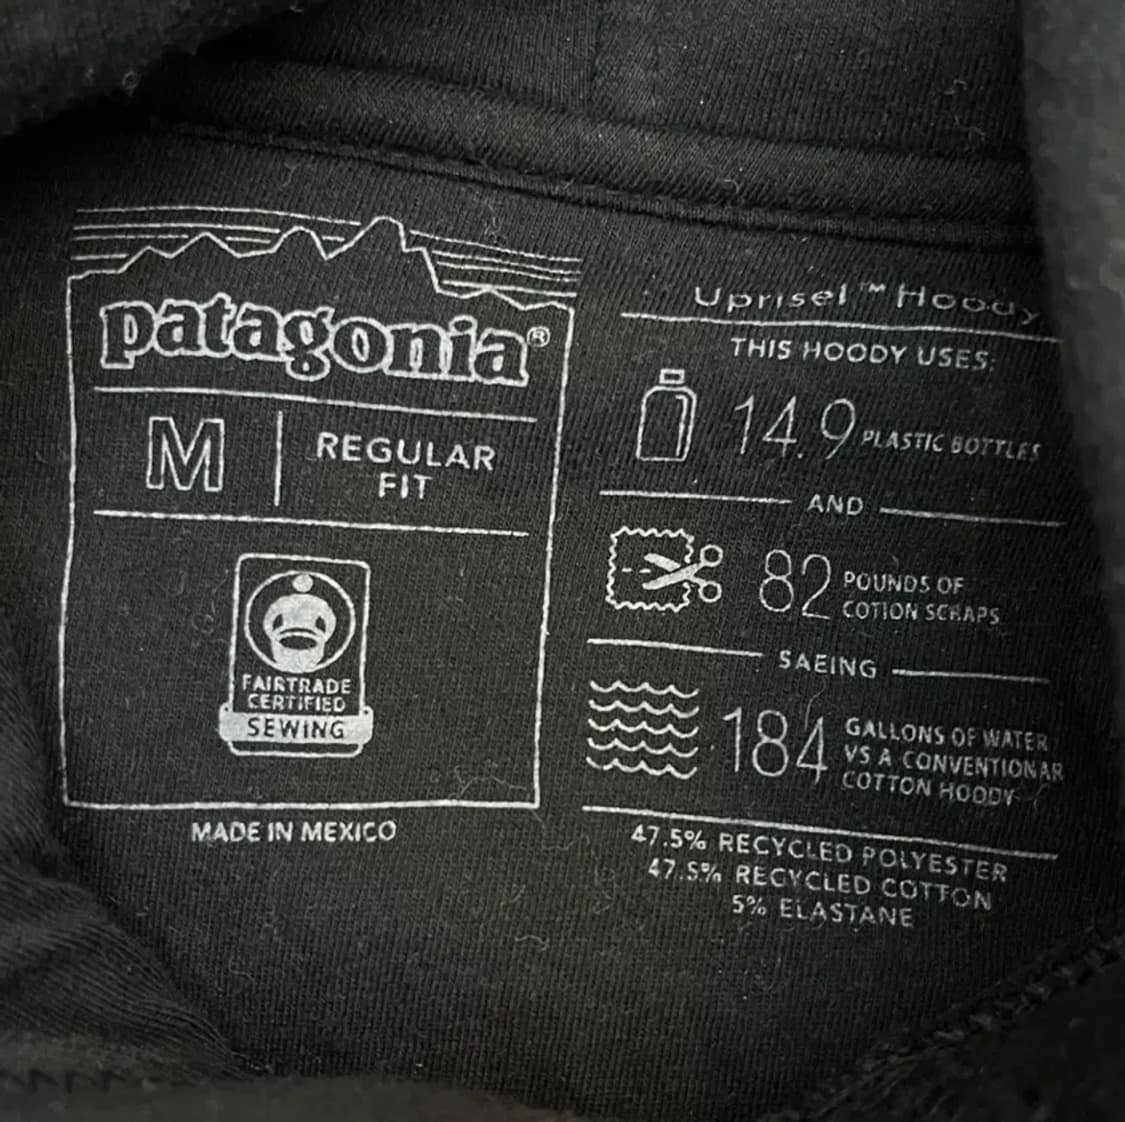 patagonia®
M
REGULAR
FIT
FAIRTRADE
CERTIFIED
SEWING
MADE IN MEXICO
Uprisel™ Hoody
THIS HOODY USES:
14.9 PLASTIC BOTTLES
AND
82 POUNDS OF
COTION SCRAPS
SAEING
184 GALLONS OF WATER
VS A CONVENTIONAR
COTTON HOODY
47.5% RECYCLED POLYESTER
47.5% RECYCLED COTTON
5% ELASTANE